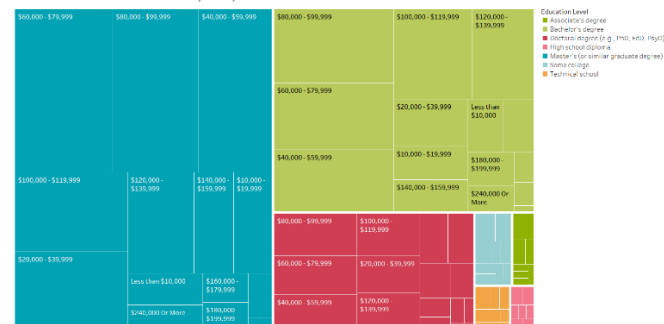 $60,000 - $79,999
$80,000 - $99,999
$40,000 - $59,999
$100,000 - $119,999
$120,000 -
$139,999
$140,000 -
$159,999
$10,000 -
$19,999
$20,000 - $39,999
Less than $10,000
$160,000 -
$179,999
$240,000 Or More
$180,000
$199,999
$80,000 - $99,999
$100,000 - $119,999
$120,000 -
$139,999
$60,000 - $79,999
$20,000 - $39,999
Less than
$10,000
$40,000 - $59,999
$10,000 - $19,999
$180,000 -
$199,999
$140,000 - $159,999
$240,000 Or
More
$80,000 - $99,999
$100,000 -
$119,999
$60,000 - $79,999
$20,000 - $39,999
$40,000 - $59,999
$120,000 -
$139,999
Education Level
Associate's degree
Bachelor's degree
Doctoral degree (e.g., PhD, EdD, PsyD)
High school diploma
Master's (or similar graduate degree)
Some college
Technical school